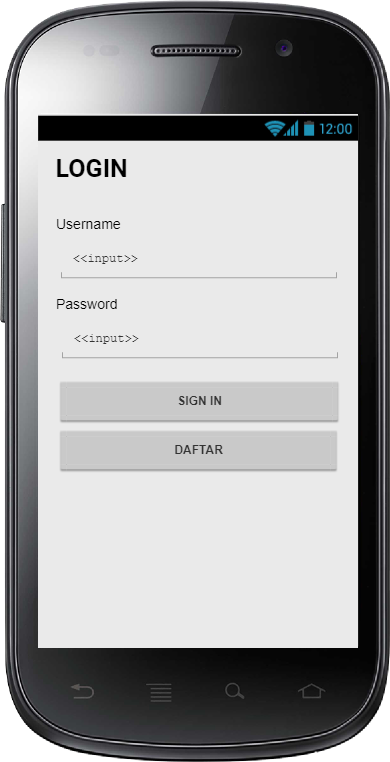 12:00
LOGIN
Username
<<input>>
Password
<<input>>
SIGN IN
DAFTAR